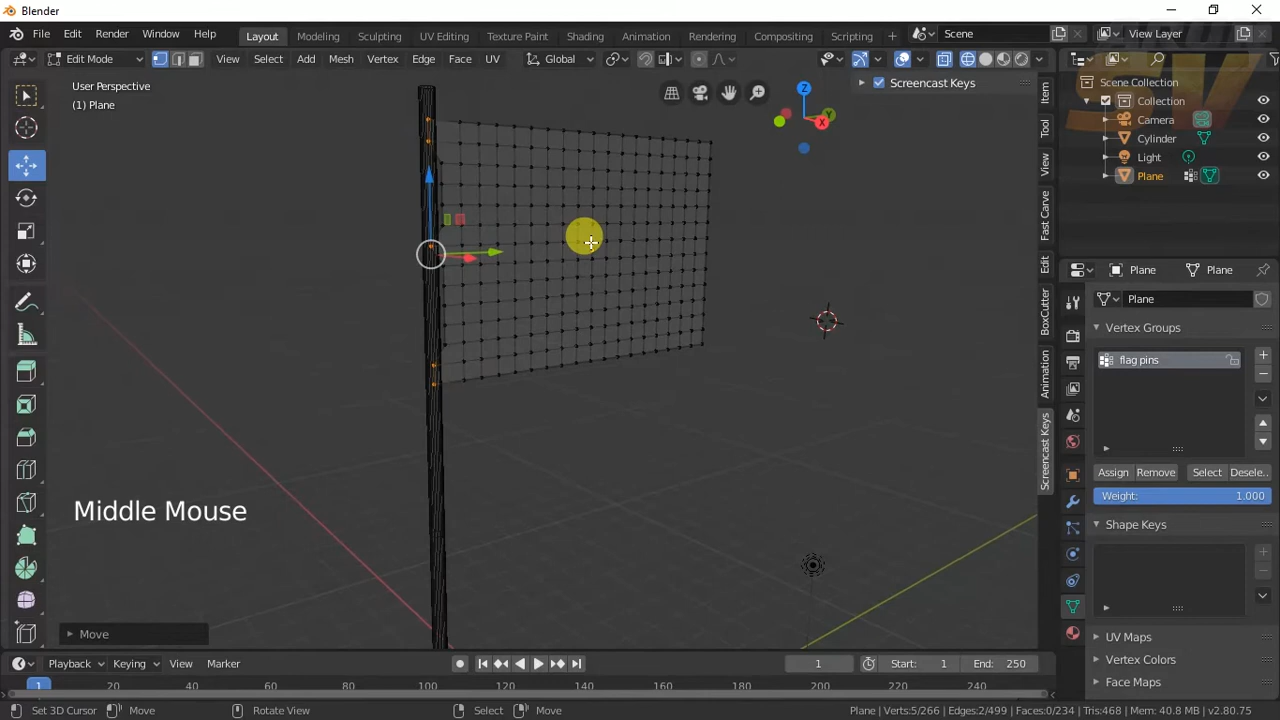 Blender
File Edit Render Window Help Layout Modeling Sculpting UV Editing Texture Paint Shading Animation Rendering Compositing Scripting Scene View Layer
Edit Mode View Select Add Mesh Vertex Edge Face UV Global
User Perspective
(1) Plane
Screencast Keys
Item
Tool
View
Fast Carve
Edit
BoxCutter
Animation
Screencast Keys
Scene Collection
Collection
Camera
Cylinder
Light
Plane
Plane Plane
Plane
Vertex Groups
flag pins
Assign Remove Select Desele..
Weight: 1.000
Shape Keys
UV Maps
Vertex Colors
Face Maps
Z
Y
X
Middle Mouse
Move
Playback Keying View Marker 1 Start: 1 End: 250
1 20 40 60 80 100 120 140 160 180 200 220 240
Set 3D Cursor Move Rotate View Select Move Plane | Verts:5/266 | Edges:2/499 | Faces:0/234 | Tris:468 | Mem: 40.8 MB | v2.80.75